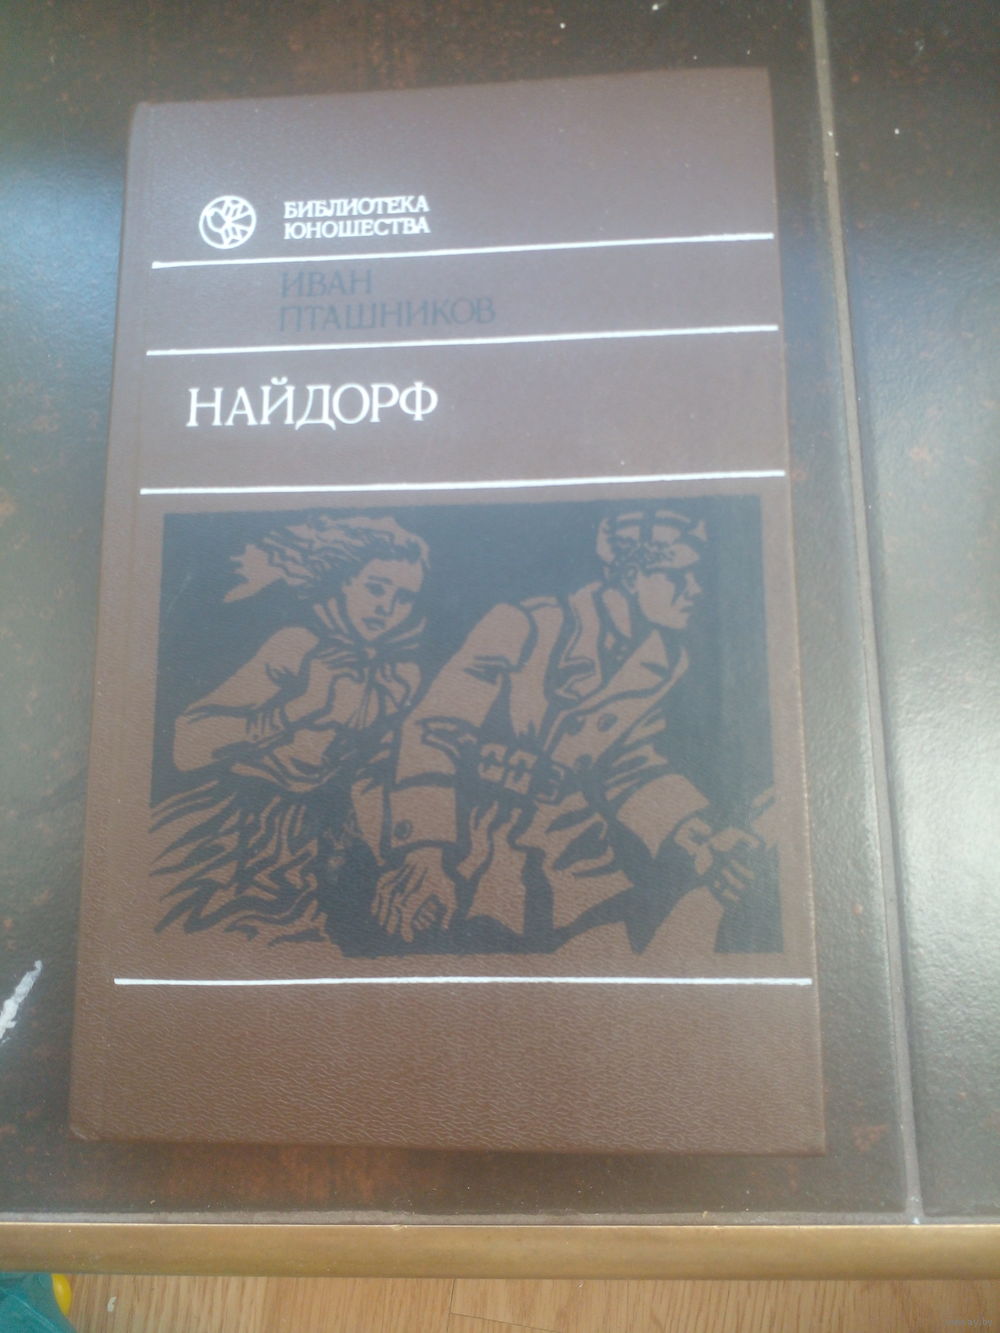 БИБЛИОТЕКА
ЮНОШЕСТВА
ИВАН
ПТАШНИКОВ
НАЙДОРФ